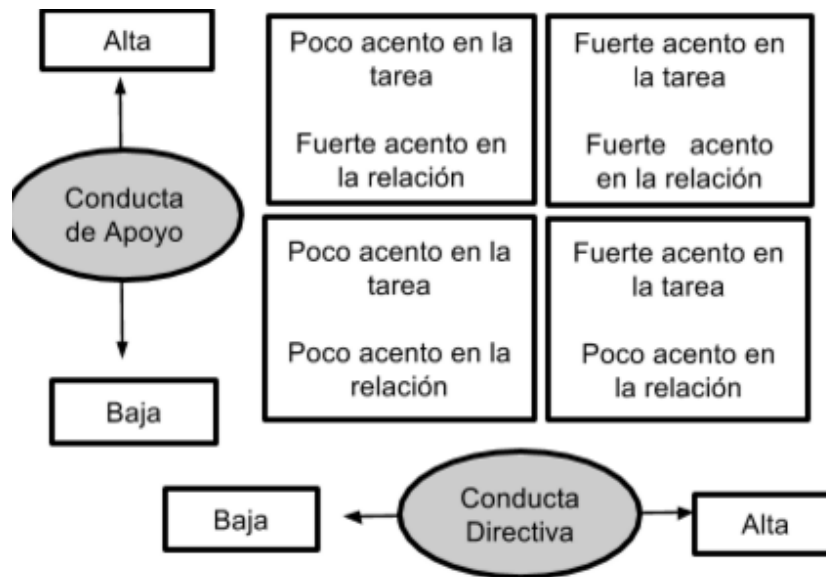 Alta
Conducta
de Apoyo
Baja
Poco acento en la
tarea
Fuerte acento en
la relación
Fuerte acento en
la tarea
Fuerte acento
en la relación
Poco acento en la
tarea
Poco acento en la
relación
Fuerte acento en
la tarea
Poco acento en
la relación
Baja
Conducta
Directiva
Alta